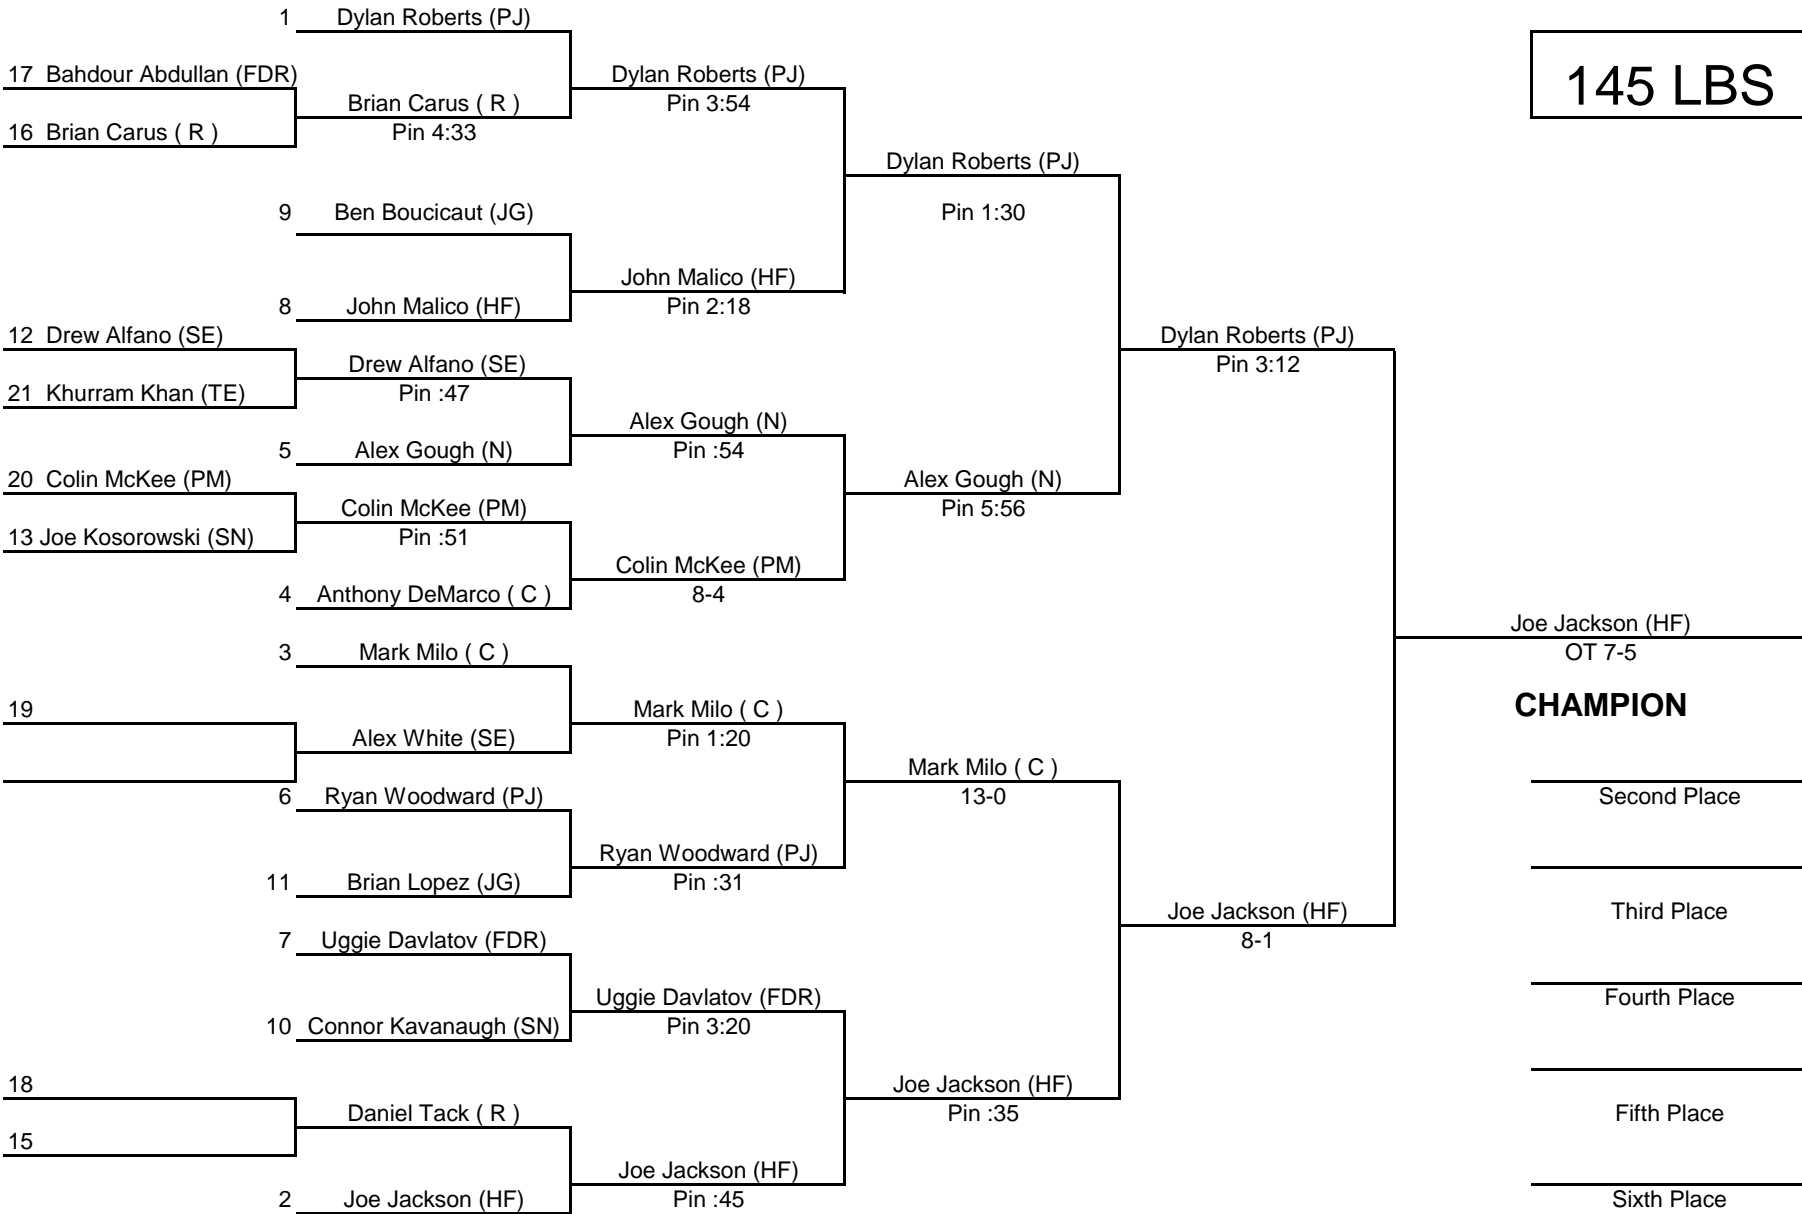 1 Dylan Roberts (PJ)
17 Bahdour Abdullan (FDR)
Dylan Roberts (PJ)
145 LBS
Brian Carus ( R )
Pin 3:54
16 Brian Carus ( R )
Pin 4:33
Dylan Roberts (PJ)
9 Ben Boucicaut (JG)
Pin 1:30
John Malico (HF)
8 John Malico (HF)
Pin 2:18
12 Drew Alfano (SE)
Dylan Roberts (PJ)
Drew Alfano (SE)
Pin 3:12
21 Khurram Khan (TE)
Pin :47
Alex Gough (N)
5 Alex Gough (N)
Pin :54
20 Colin McKee (PM)
Alex Gough (N)
Colin McKee (PM)
Pin 5:56
13 Joe Kosorowski (SN)
Pin :51
Colin McKee (PM)
4 Anthony DeMarco ( C )
8-4
Joe Jackson (HF)
3 Mark Milo ( C )
OT 7-5
CHAMPION
19
Mark Milo ( C )
Alex White (SE)
Pin 1:20
Mark Milo ( C )
6 Ryan Woodward (PJ)
13-0
Second Place
Ryan Woodward (PJ)
11 Brian Lopez (JG)
Pin :31
Joe Jackson (HF)
Third Place
7 Uggie Davlatov (FDR)
8-1
Uggie Davlatov (FDR)
Fourth Place
10 Connor Kavanaugh (SN)
Pin 3:20
18
Joe Jackson (HF)
Daniel Tack ( R )
Pin :35
Fifth Place
15
Joe Jackson (HF)
2 Joe Jackson (HF)
Pin :45
Sixth Place